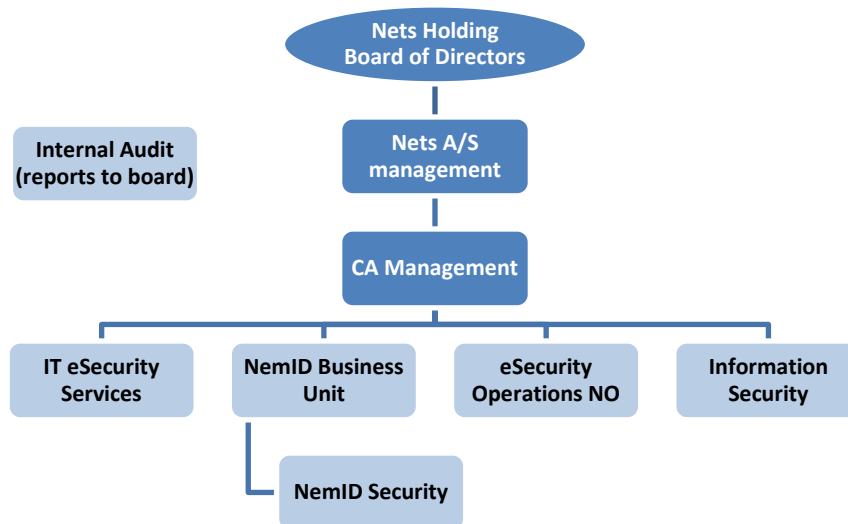 Nets Holding
Board of Directors
Internal Audit
(reports to board)
Nets A/S
management
CA Management
IT eSecurity
Services
NemID Business
Unit
eSecurity
Operations NO
Information
Security
NemID Security